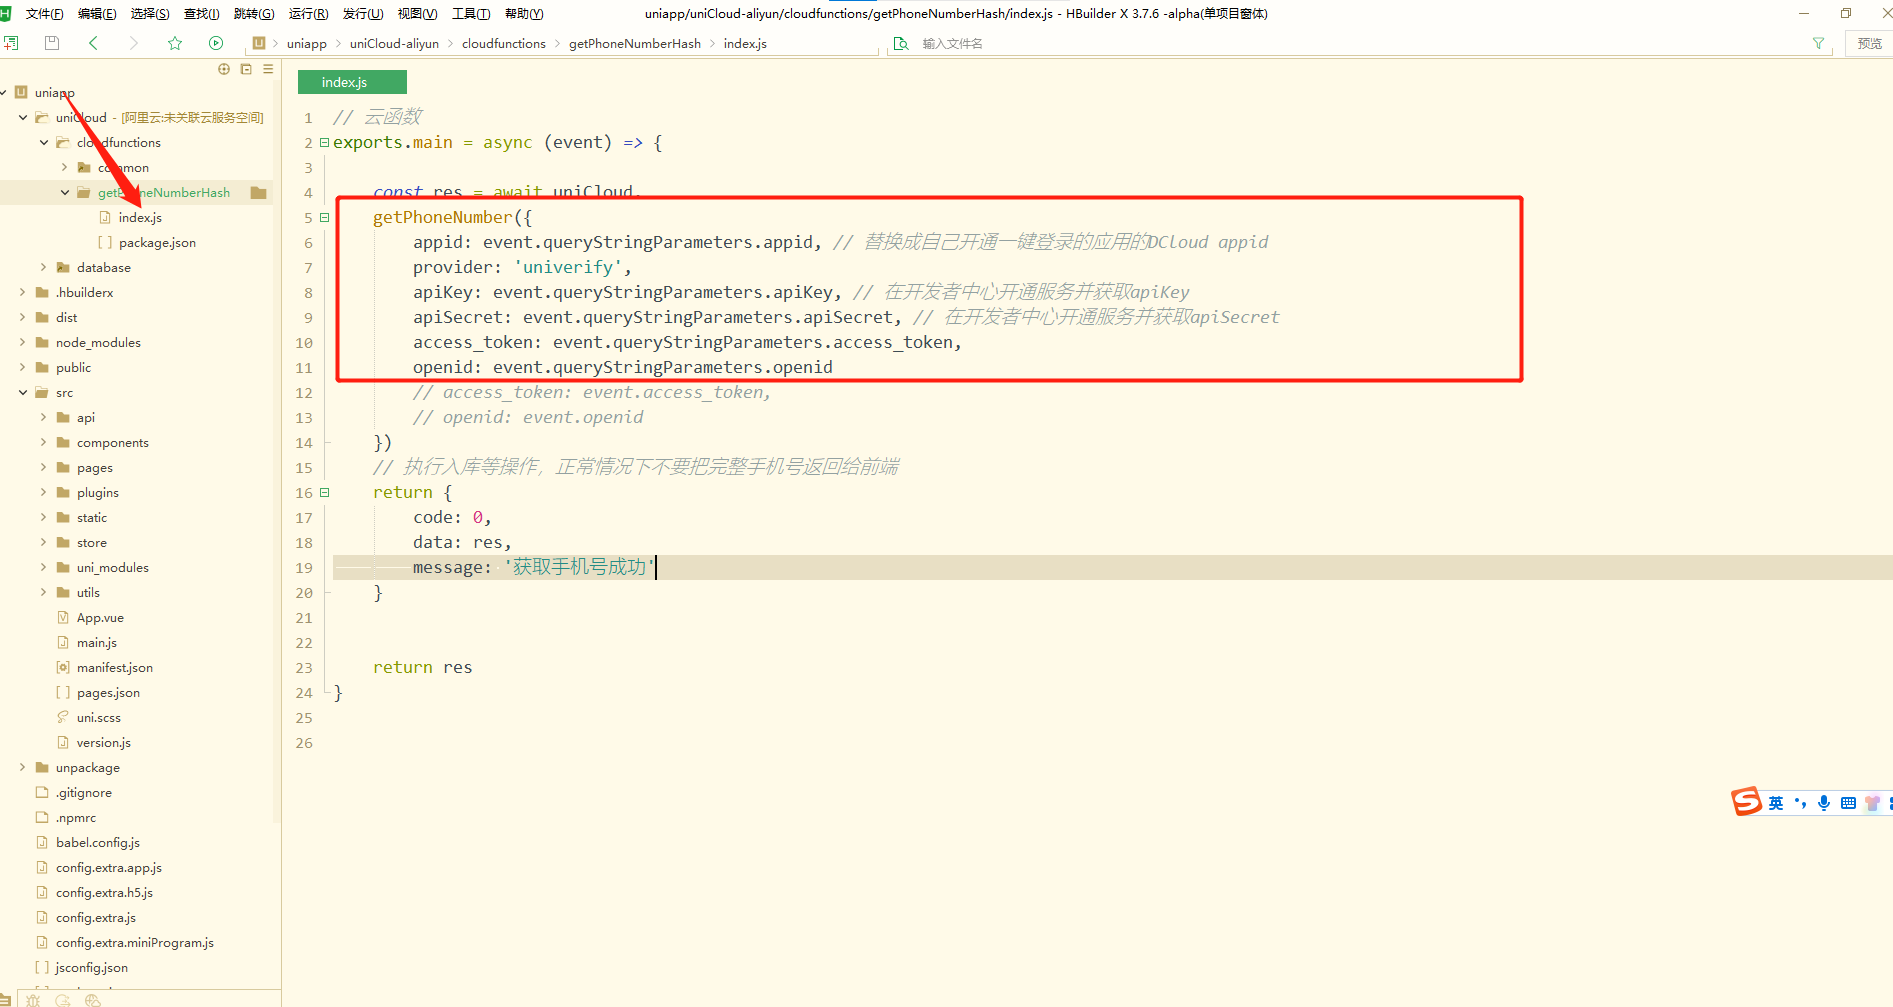 文件(F) 编辑(E) 选择(S) 查找(I) 跳转(G) 运行(R) 发行(U) 视图(V) 工具(T) 帮助(Y)
uniapp/uniCloud-aliyun/cloudfunctions/getPhoneNumberHash/index.js - HBuilder X 3.7.6 -alpha(单项目窗体)
uniapp > uniCloud-aliyun > cloudfunctions > getPhoneNumberHash > index.js
输入文件名
预览
uniapp
uniCloud - [阿里云:未关联云服务空间]
cloudfunctions
common
getPhoneNumberHash
index.js
package.json
database
.hbuilderx
dist
node_modules
public
src
api
components
pages
plugins
static
store
uni_modules
utils
App.vue
main.js
manifest.json
pages.json
uni.scss
version.js
unpackage
.gitignore
.npmrc
babel.config.js
config.extra.app.js
config.extra.h5.js
config.extra.js
config.extra.miniProgram.js
jsconfig.json
index.js
1 // 云函数
2 exports.main = async (event) => {
3
4 const res = await uniCloud.
5 getPhoneNumber({
6 appid: event.queryStringParameters.appid, // 替换成自己开通一键登录的应用的DCloud appid
7 provider: 'univerify',
8 apiKey: event.queryStringParameters.apiKey, // 在开发者中心开通服务并获取apiKey
9 apiSecret: event.queryStringParameters.apiSecret, // 在开发者中心开通服务并获取apiSecret
10 access_token: event.queryStringParameters.access_token,
11 openid: event.queryStringParameters.openid
12 // access_token: event.access_token,
13 // openid: event.openid
14 })
15 // 执行入库等操作，正常情况下不要把完整手机号返回给前端
16 return {
17 code: 0,
18 data: res,
19 message: '获取手机号成功'
20 }
21
22
23 return res
24 }
25
26
英